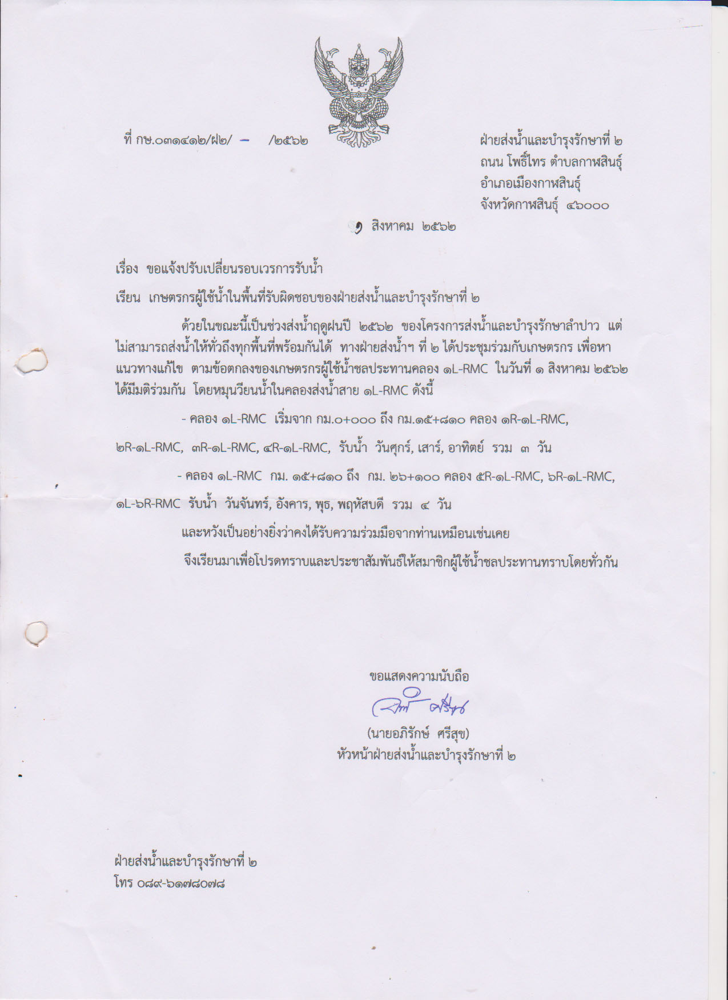 ที่ กษ.๐๓๑๔๑๒/ฝ๒/ - /๒๕๖๒
ฝ่ายส่งน้ำและบำรุงรักษาที่ ๒
ถนน โพธิ์ไทร ตำบลกาฬสินธุ์
อำเภอเมืองกาฬสินธุ์
จังหวัดกาฬสินธุ์ ๔๖๐๐๐
๑ สิงหาคม ๒๕๖๒
เรื่อง ขอแจ้งปรับเปลี่ยนรอบเวรการรับน้ำ
เรียน เกษตรกรผู้ใช้น้ำในพื้นที่รับผิดชอบของฝ่ายส่งน้ำและบำรุงรักษาที่ ๒
ด้วยในขณะนี้เป็นช่วงส่งน้ำฤดูฝนปี ๒๕๖๒ ของโครงการส่งน้ำและบำรุงรักษาลำปาว แต่
ไม่สามารถส่งน้ำให้ทั่วถึงทุกพื้นที่พร้อมกันได้ ทางฝ่ายส่งน้ำฯ ที่ ๒ ได้ประชุมร่วมกับเกษตรกร เพื่อหา
แนวทางแก้ไข ตามข้อตกลงของเกษตรกรผู้ใช้น้ำชลประทานคลอง ๑L-RMC ในวันที่ ๑ สิงหาคม ๒๕๖๒
ได้มีมติร่วมกัน โดยหมุนวียนน้ำในคลองส่งน้ำสาย ๑L-RMC ดังนี้
- คลอง ๑L-RMC เริ่มจาก กม.๐+๐๐๐ ถึง กม.๑๕+๘๑๐ คลอง ๑R-๑L-RMC,
๒R-๑L-RMC, ๓R-๑L-RMC, ๔R-๑L-RMC, รับน้ำ วันศุกร์, เสาร์, อาทิตย์ รวม ๓ วัน
- คลอง ๑L-RMC กม. ๑๕+๘๑๐ ถึง กม. ๒๖+๑๐๐ คลอง ๕R-๑L-RMC, ๖R-๑L-RMC,
๑L-๖R-RMC รับน้ำ วันจันทร์, อังคาร, พุธ, พฤหัสบดี รวม ๔ วัน
และหวังเป็นอย่างยิ่งว่าคงได้รับความร่วมมือจากท่านเหมือนเช่นเคย
จึงเรียนมาเพื่อโปรดทราบและประชาสัมพันธ์ให้สมาชิกผู้ใช้น้ำชลประทานทราบโดยทั่วกัน
ขอแสดงความนับถือ
(นายอภิรักษ์ ศรีสุข)
หัวหน้าฝ่ายส่งน้ำและบำรุงรักษาที่ ๒
ฝ่ายส่งน้ำและบำรุงรักษาที่ ๒
โทร ๐๘๙-๖๑๗๘๐๗๘